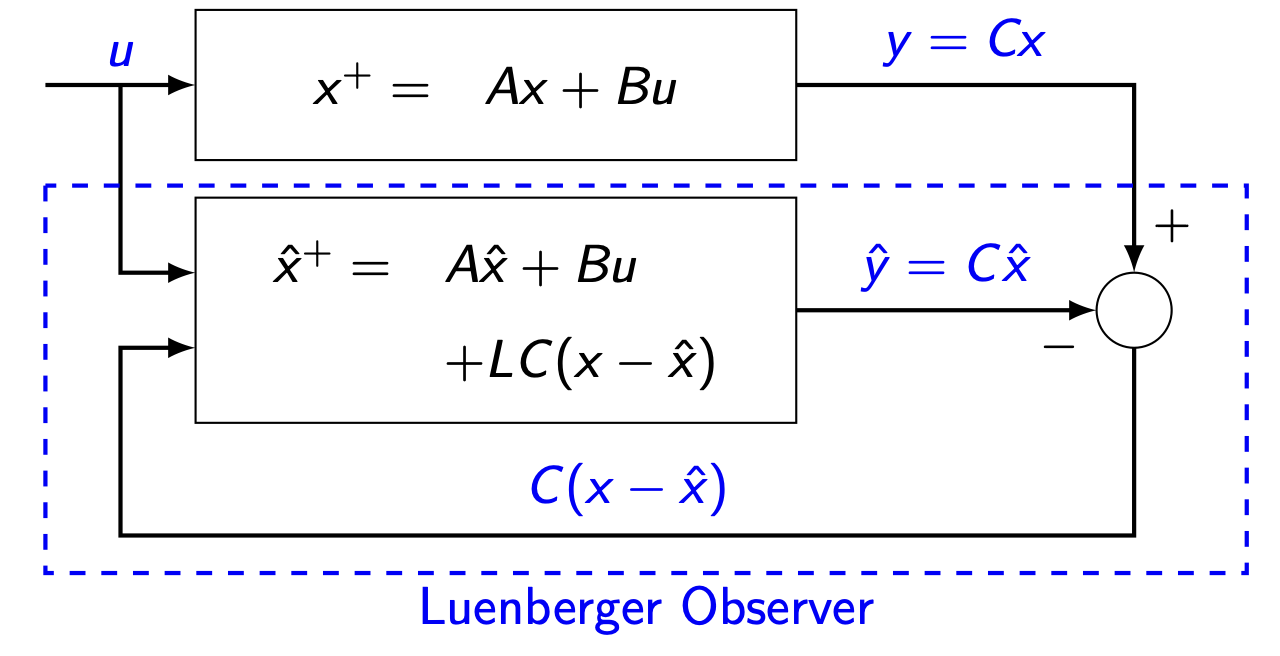 u
y = Cx
x⁺ = Ax + Bu
+
x̂⁺ = Ax̂ + Bu
ŷ = Cx̂
+LC(x − x̂)
−
C(x − x̂)
Luenberger Observer